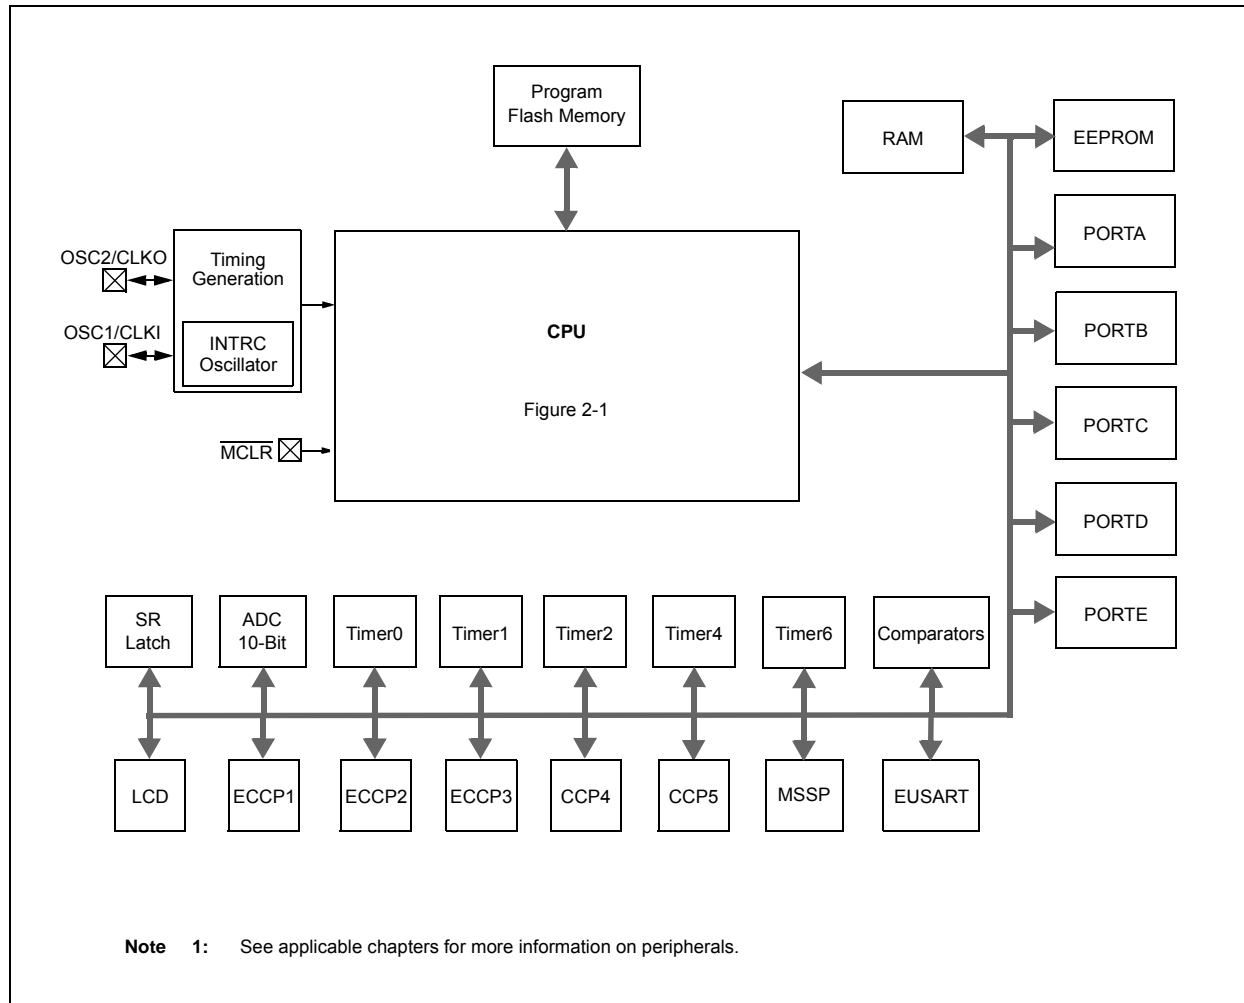 Program
Flash Memory
RAM
EEPROM
PORTA
OSC2/CLKO
Timing
Generation
OSC1/CLKI
INTRC
Oscillator
CPU
Figure 2-1
MCLR
PORTB
PORTC
PORTD
PORTE
SR
Latch
ADC
10-Bit
Timer0
Timer1
Timer2
Timer4
Timer6
Comparators
LCD
ECCP1
ECCP2
ECCP3
CCP4
CCP5
MSSP
EUSART
Note 1: See applicable chapters for more information on peripherals.